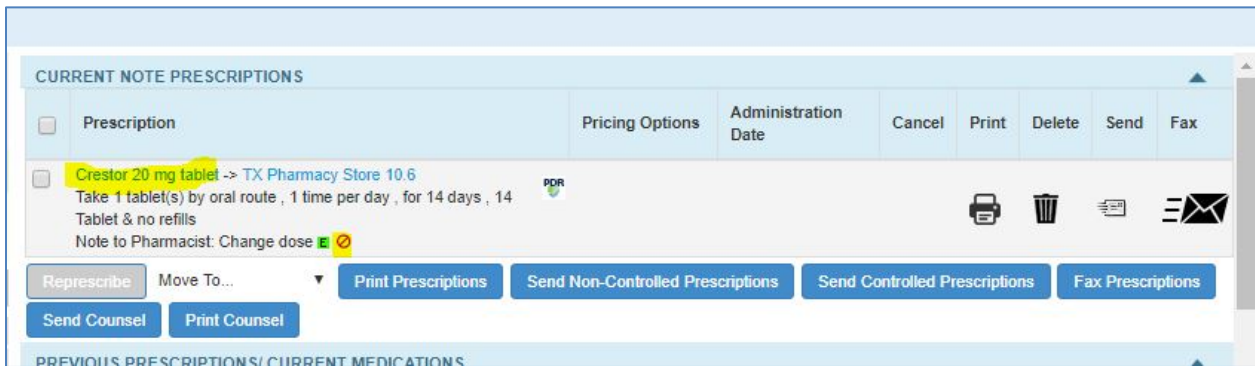 CURRENT NOTE PRESCRIPTIONS
Prescription Pricing Options Administration Date Cancel Print Delete Send Fax
Crestor 20 mg tablet -> TX Pharmacy Store 10.6
PDR
Take 1 tablet(s) by oral route , 1 time per day , for 14 days , 14
Tablet & no refills
Note to Pharmacist: Change dose E
Represcribe Move To... Print Prescriptions Send Non-Controlled Prescriptions Send Controlled Prescriptions Fax Prescriptions
Send Counsel Print Counsel
PREVIOUS PRESCRIPTIONS/ CURRENT MEDICATIONS